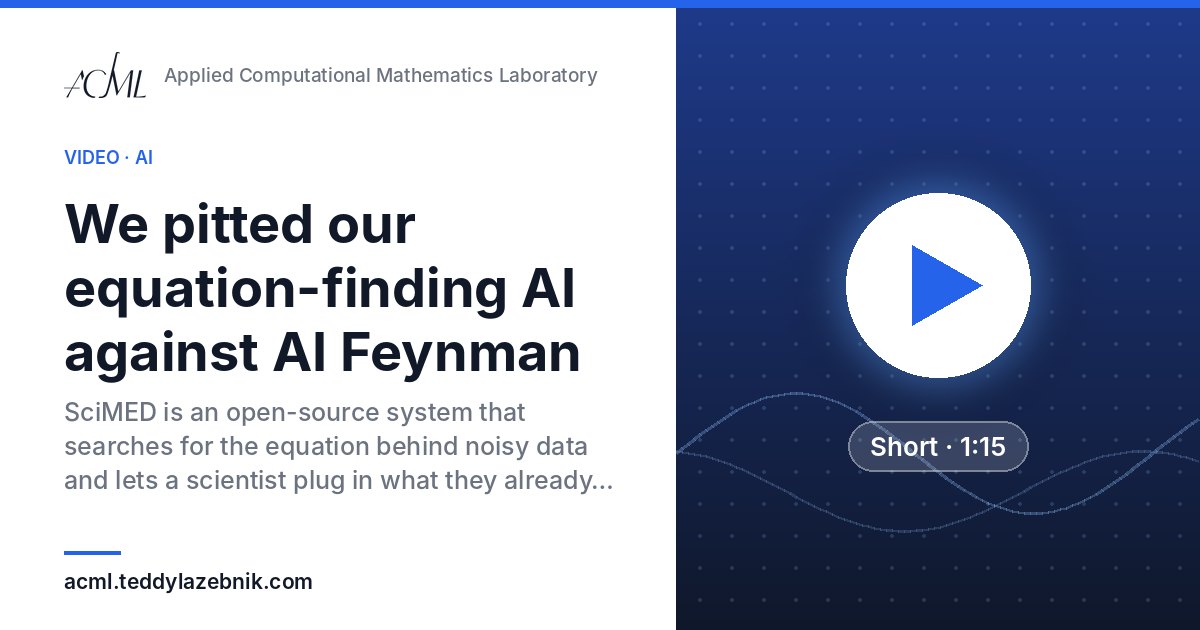 ACML
Applied Computational Mathematics Laboratory
VIDEO · AI
We pitted our
equation-finding AI
against AI Feynman
SciMED is an open-source system that
searches for the equation behind noisy data
and lets a scientist plug in what they already...
Short · 1:15
acml.teddylazebnik.com